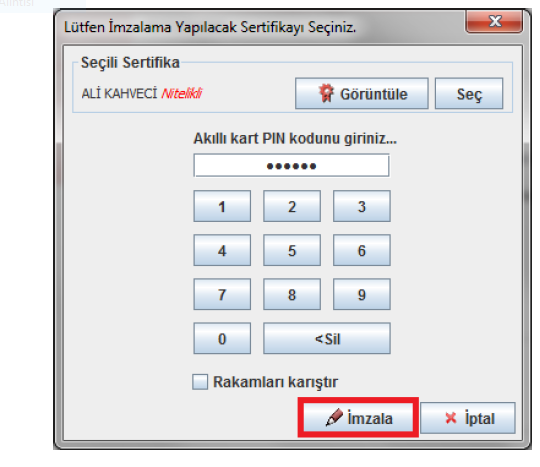 Alıntısı
Lütfen İmzalama Yapılacak Sertifikayı Seçiniz.
Seçili Sertifika
ALİ KAHVECİ Nitelikli
Görüntüle
Seç
Akıllı kart PIN kodunu giriniz...
••••••
1 2 3
4 5 6
7 8 9
0 <Sil
Rakamları karıştır
İmzala
İptal